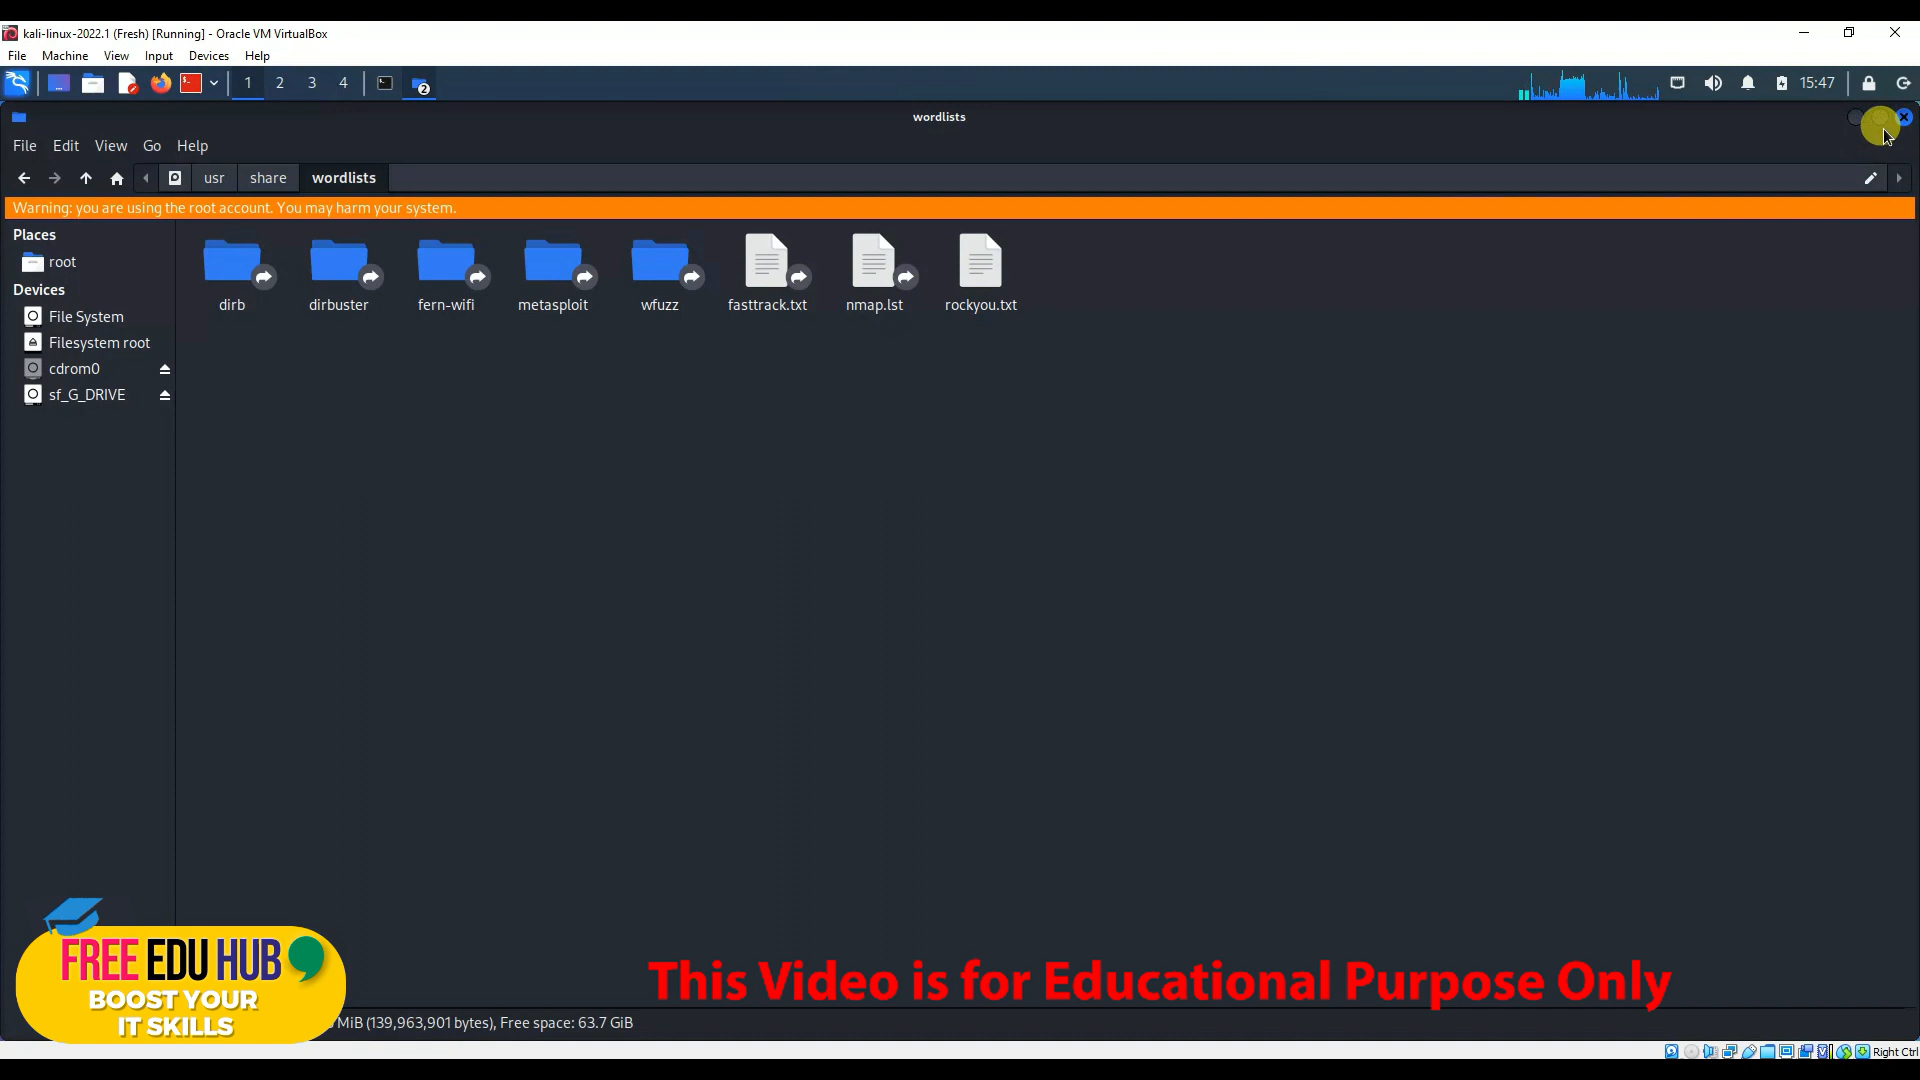 kali-linux-2022.1 (Fresh) [Running] - Oracle VM VirtualBox
File Machine View Input Devices Help
1 2 3 4 2 15:47
wordlists
File Edit View Go Help
usr share wordlists
Warning: you are using the root account. You may harm your system.
Places
root
Devices
File System
Filesystem root
cdrom0
sf_G_DRIVE
dirb dirbuster fern-wifi metasploit wfuzz fasttrack.txt nmap.lst rockyou.txt
FREE EDU HUB
BOOST YOUR
IT SKILLS
This Video is for Educational Purpose Only
MiB (139,963,901 bytes), Free space: 63.7 GiB
Right Ctrl